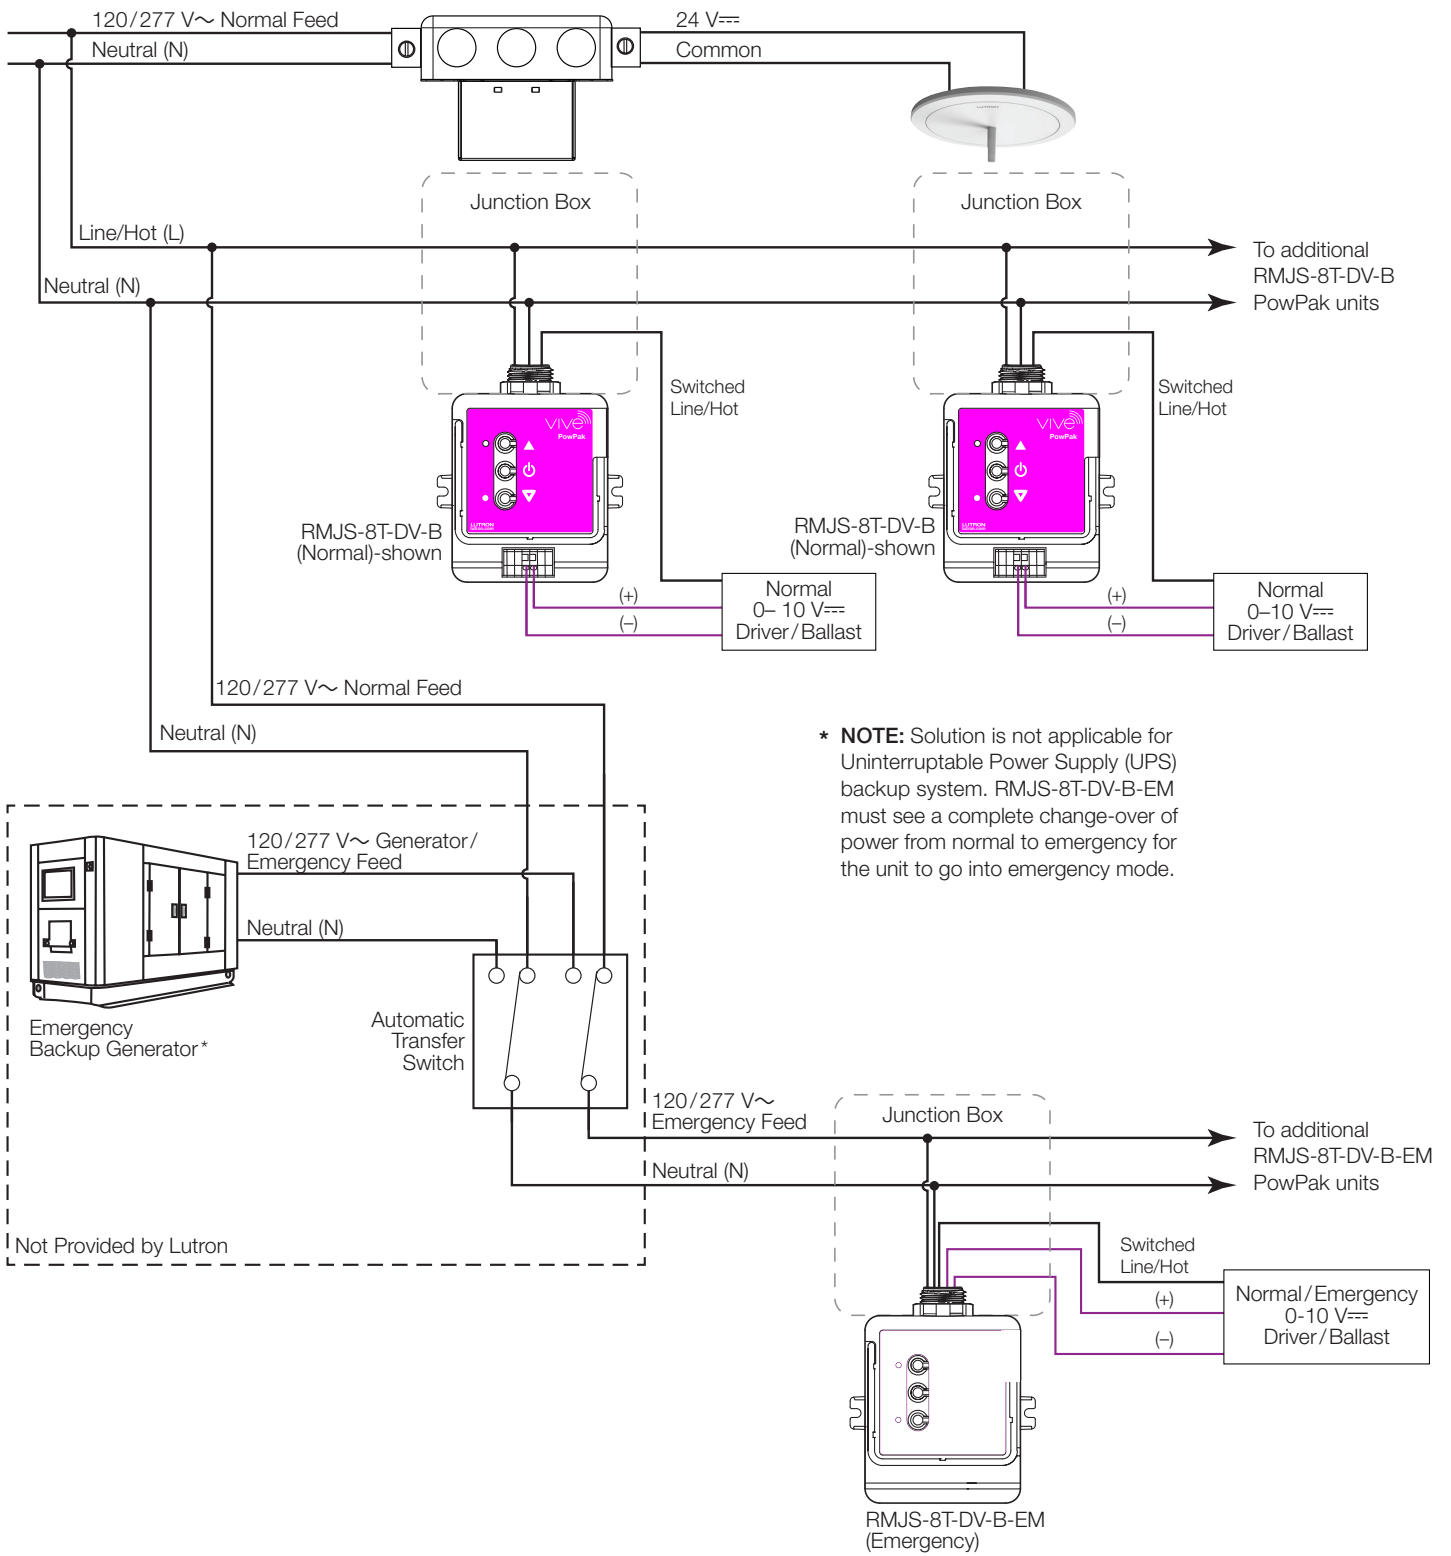 120/277 V~ Normal Feed
Neutral (N)
24 V⎓
Common
LUTRON
Junction Box
Junction Box
Line/Hot (L)
Neutral (N)
To additional
RMJS-8T-DV-B
PowPak units
Switched
Line/Hot
Switched
Line/Hot
VIVE
PowPak
LUTRON
VIVE
PowPak
LUTRON
RMJS-8T-DV-B
(Normal)-shown
RMJS-8T-DV-B
(Normal)-shown
(+)
(–)
Normal
0– 10 V⎓
Driver/Ballast
(+)
(–)
Normal
0–10 V⎓
Driver/Ballast
120/277 V~ Normal Feed
Neutral (N)
* NOTE: Solution is not applicable for
Uninterruptable Power Supply (UPS)
backup system. RMJS-8T-DV-B-EM
must see a complete change-over of
power from normal to emergency for
the unit to go into emergency mode.
120/277 V~ Generator/
Emergency Feed
Neutral (N)
Emergency
Backup Generator*
Automatic
Transfer
Switch
Not Provided by Lutron
120/277 V~
Emergency Feed
Neutral (N)
Junction Box
To additional
RMJS-8T-DV-B-EM
PowPak units
Switched
Line/Hot
(+)
(–)
Normal/Emergency
0-10 V⎓
Driver/Ballast
RMJS-8T-DV-B-EM
(Emergency)